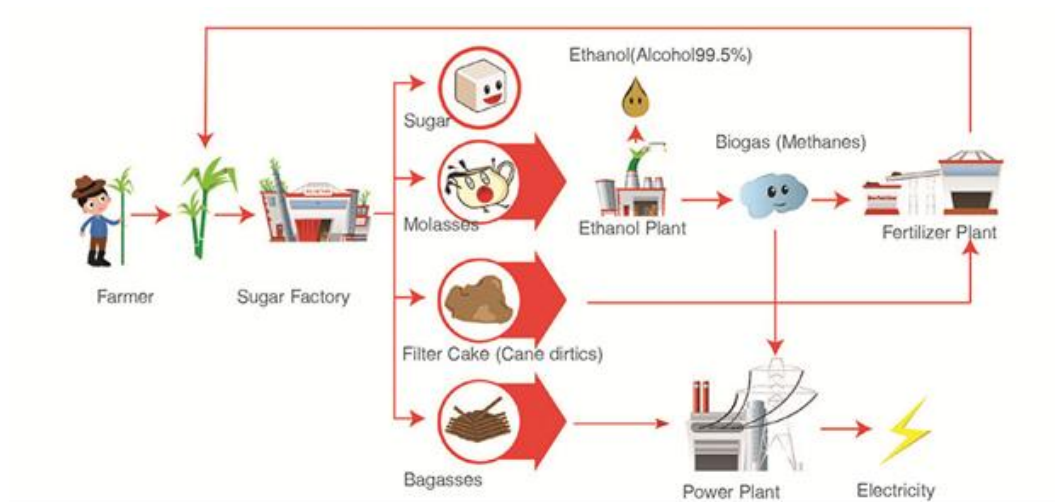 Ethanol(Alcohol99.5%)
Sugar
Biogas (Methanes)
Molasses
Ethanol Plant
Fertilizer Plant
Farmer
Sugar Factory
Filter Cake (Cane dirtics)
Bagasses
Power Plant
Electricity